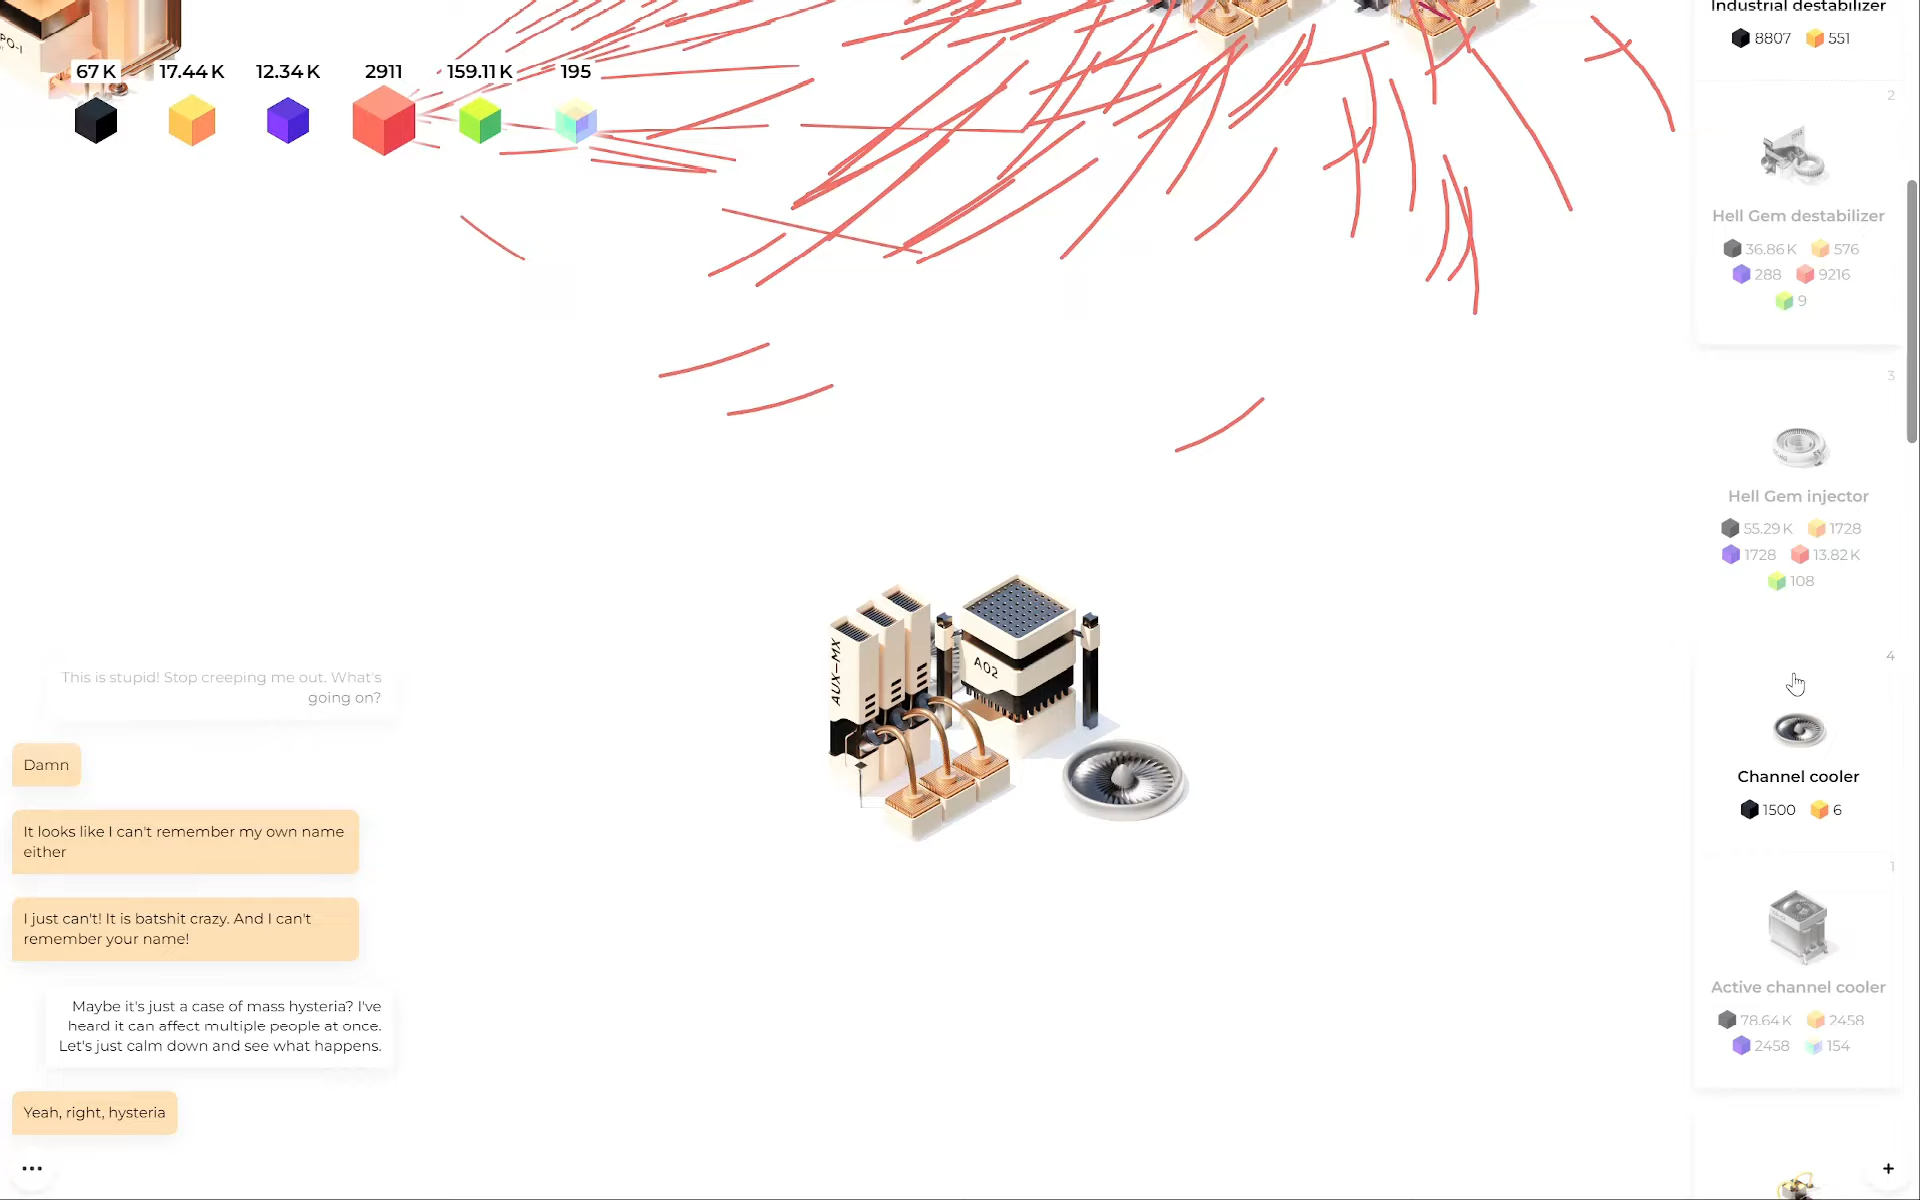 PO-I
67 K
17.44 K
12.34 K
2911
159.11 K
195
This is stupid! Stop creeping me out. What's
going on?
Damn
It looks like I can't remember my own name
either
I just can't! It is batshit crazy. And I can't
remember your name!
Maybe it's just a case of mass hysteria? I've
heard it can affect multiple people at once.
Let's just calm down and see what happens.
Yeah, right, hysteria
AUX-MX
A02
Industrial destabilizer
8807 551
2
Hell Gem destabilizer
36.86 K 576
288 9216
9
3
Hell Gem injector
55.29 K 1728
1728 13.82 K
108
4
Channel cooler
1500 6
1
Active channel cooler
78.64 K 2458
2458 154